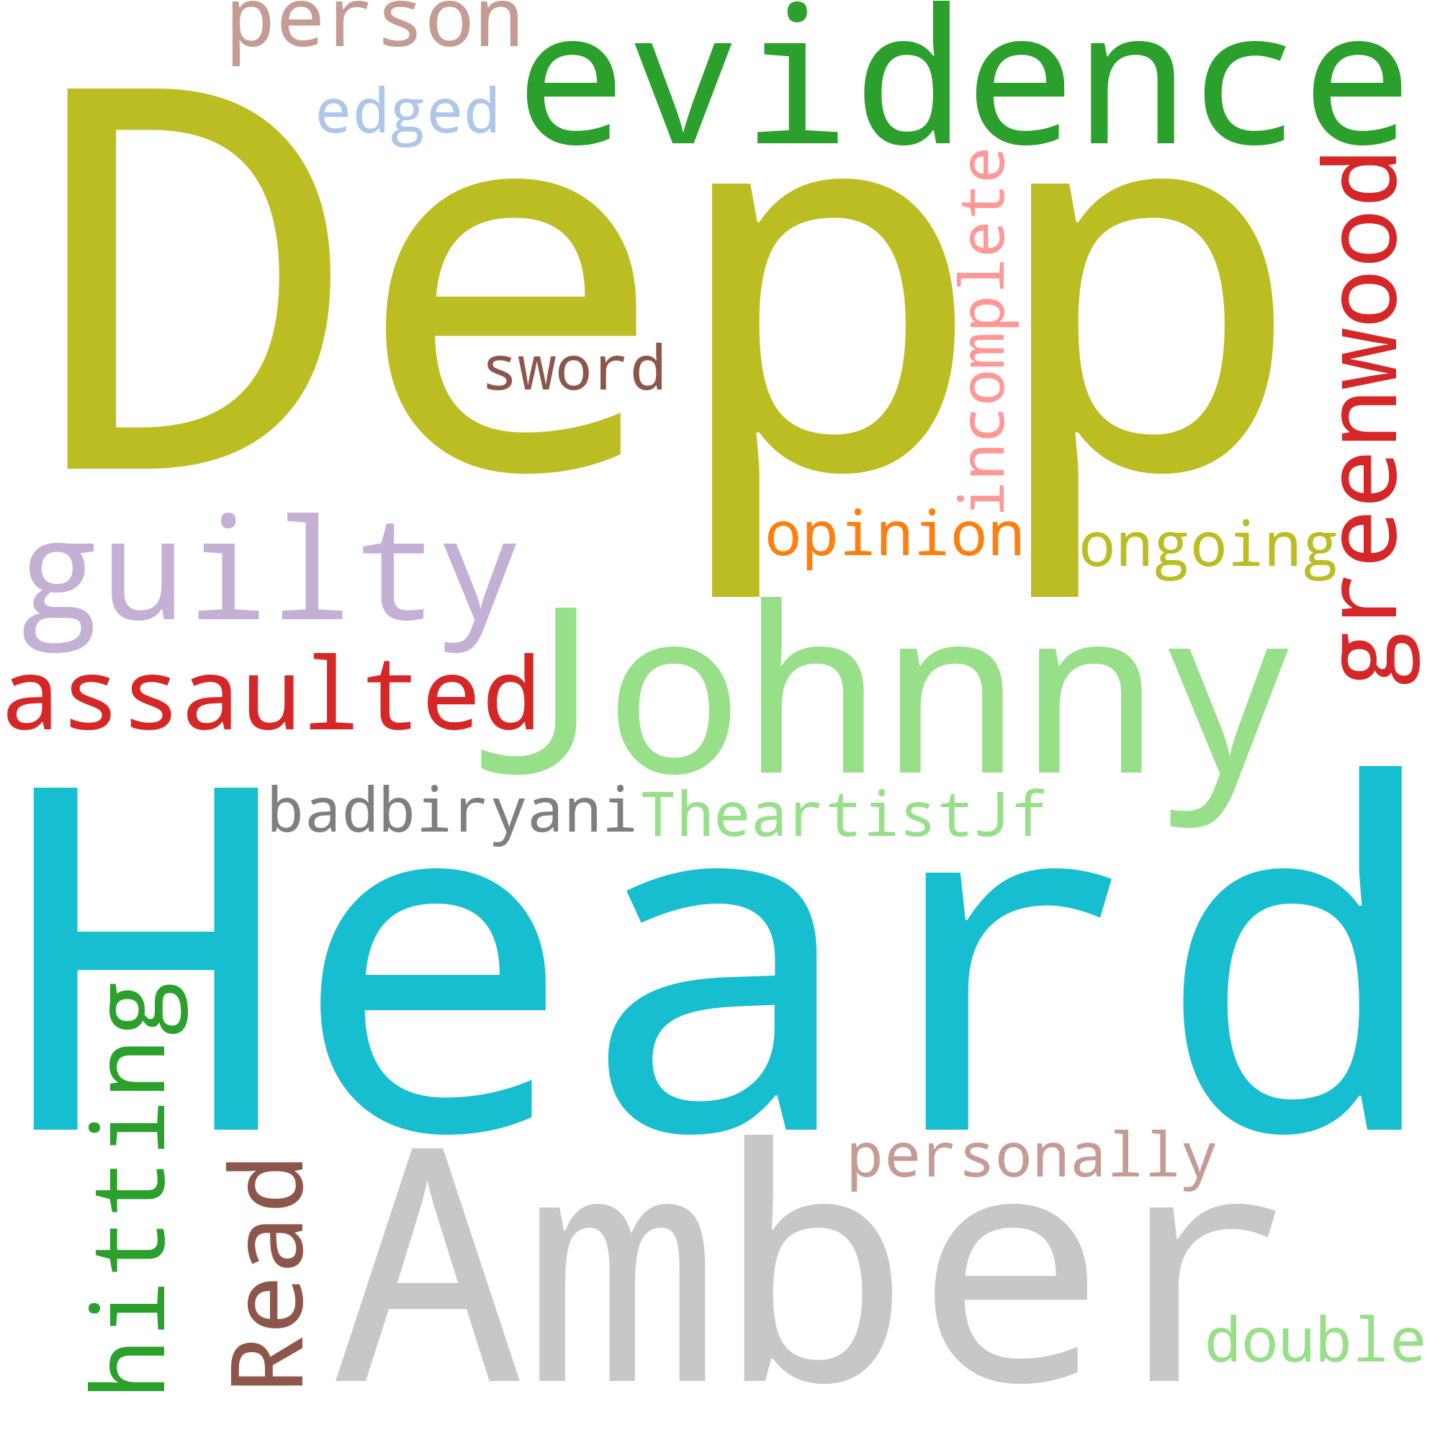 person
evidence
edged
Depp
incomplete
greenwood
sword
guilty
opinion
ongoing
Johnny
assaulted
badbiryani
TheartistJf
Heard
hitting
Read
Amber
personally
double